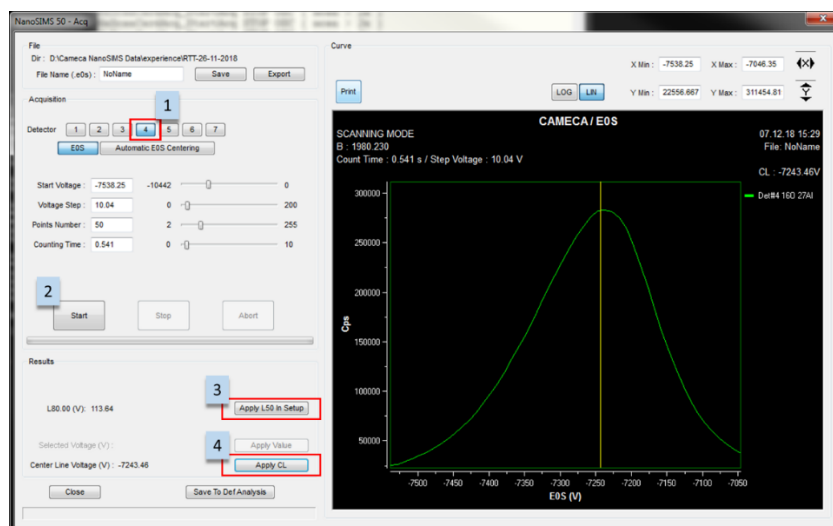 NanoSIMS 50 - Acq
File
Dir : D:\Cameca NanoSIMS Data\experience\RTT-26-11-2018
File Name (.e0s) : NoName Save Export
Acquisition
1
Detector 1 2 3 4 5 6 7
E0S Automatic E0S Centering
Start Voltage : -7538.25 -10442 0
Voltage Step : 10.04 0 200
Points Number : 50 2 255
Counting Time : 0.541 0 10
2
Start Stop Abort
Results
3
L80.00 (V): 113.64 Apply L50 In Setup
Selected Voltage (V) : Apply Value
4
Center Line Voltage (V) : -7243.46 Apply CL
Close Save To Def Analysis
Curve
X Min : -7538.25 X Max : -7046.35
Print LOG LIN Y Min : 22556.667 Y Max : 311454.81
CAMECA / E0S
SCANNING MODE 07.12.18 15:29
B : 1980.230 File: NoName
Count Time : 0.541 s / Step Voltage : 10.04 V
CL : -7243.46V
Det#4 16O 27Al
300000
250000
200000
Cps
150000
100000
50000
-7500 -7450 -7400 -7350 -7300 -7250 -7200 -7150 -7100 -7050
E0S (V)